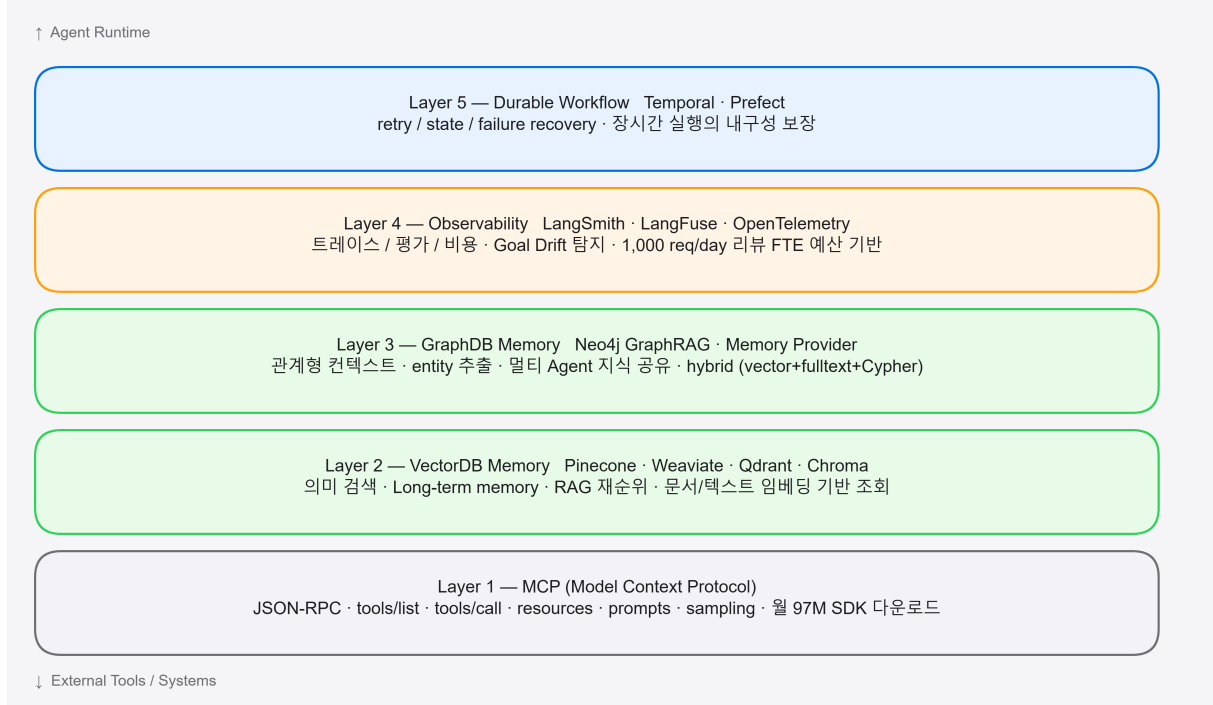 ↑ Agent Runtime
Layer 5 — Durable Workflow   Temporal · Prefect
retry / state / failure recovery · 장시간 실행의 내구성 보장
Layer 4 — Observability   LangSmith · LangFuse · OpenTelemetry
트레이스 / 평가 / 비용 · Goal Drift 탐지 · 1,000 req/day 리뷰 FTE 예산 기반
Layer 3 — GraphDB Memory   Neo4j GraphRAG · Memory Provider
관계형 컨텍스트 · entity 추출 · 멀티 Agent 지식 공유 · hybrid (vector+fulltext+Cypher)
Layer 2 — VectorDB Memory   Pinecone · Weaviate · Qdrant · Chroma
의미 검색 · Long-term memory · RAG 재순위 · 문서/텍스트 임베딩 기반 조회
Layer 1 — MCP (Model Context Protocol)
JSON-RPC · tools/list · tools/call · resources · prompts · sampling · 월 97M SDK 다운로드
↓ External Tools / Systems